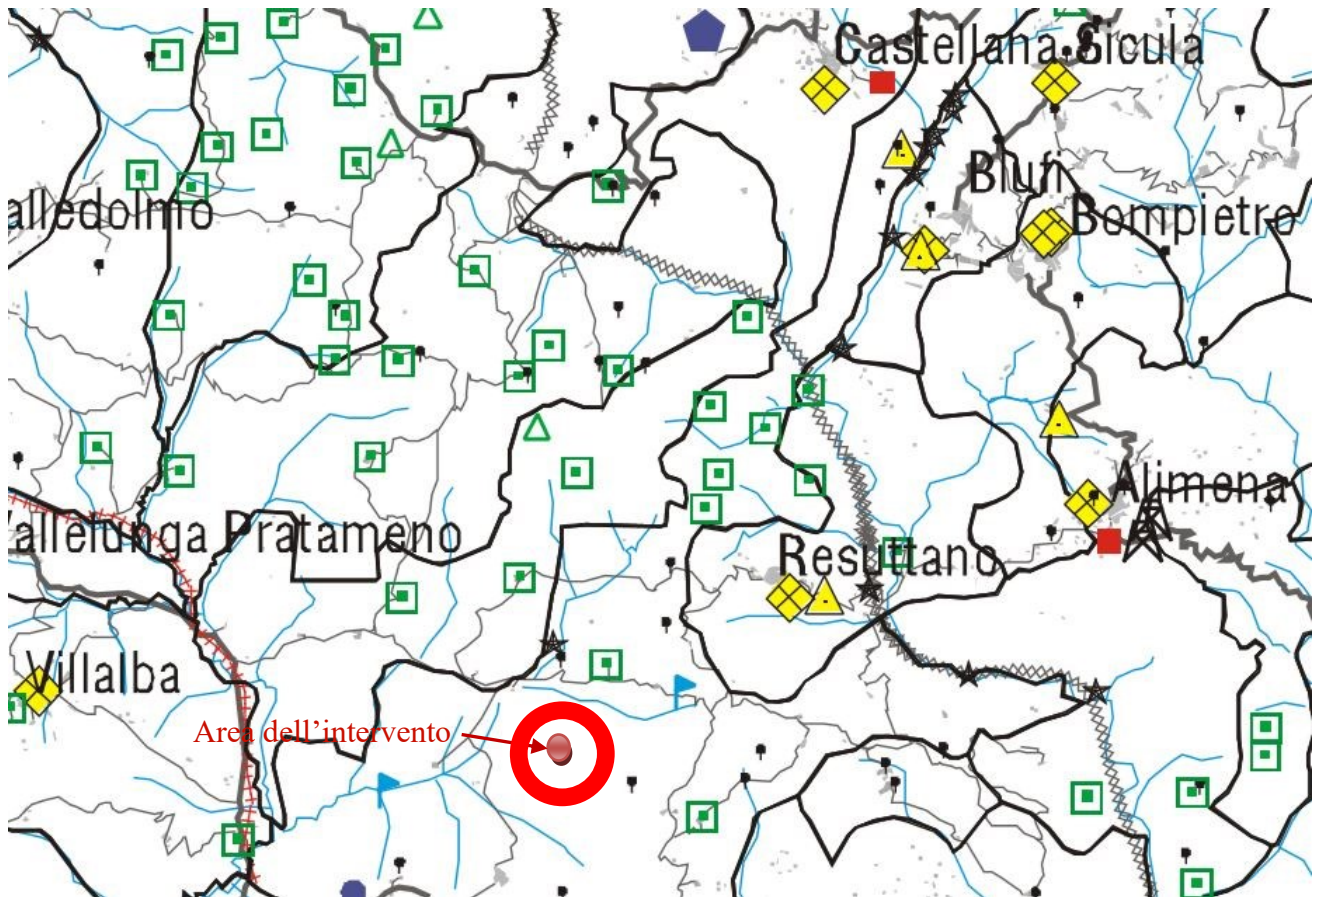 Castellana Sicula
Blufi
alledolmo
Bompietro
Alimena
allelunga Pratameno
Resuttano
Villalba
Area dell’intervento